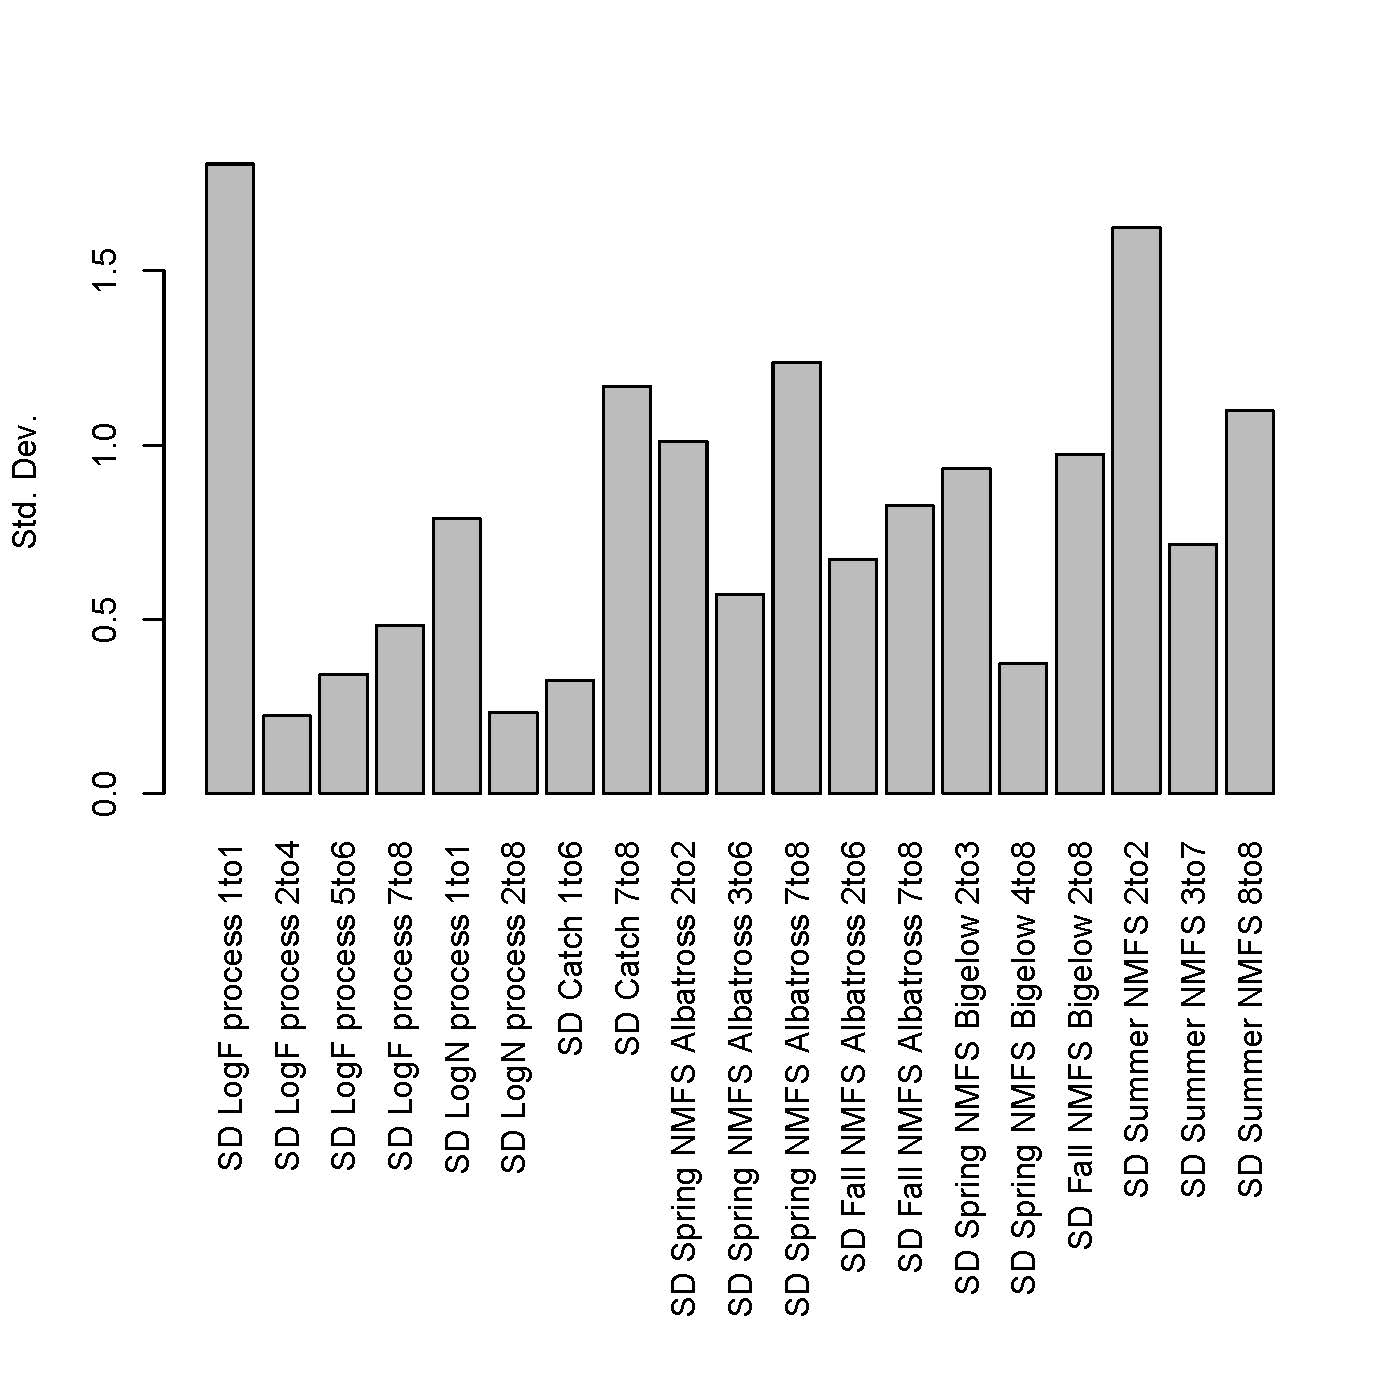 Std. Dev.
1.5
1.0
0.5
0.0
SD LogF process 1to1
SD LogF process 2to4
SD LogF process 5to6
SD LogF process 7to8
SD LogN process 1to1
SD LogN process 2to8
SD Catch 1to6
SD Catch 7to8
SD Spring NMFS Albatross 2to2
SD Spring NMFS Albatross 3to6
SD Spring NMFS Albatross 7to8
SD Fall NMFS Albatross 2to6
SD Fall NMFS Albatross 7to8
SD Spring NMFS Bigelow 2to3
SD Spring NMFS Bigelow 4to8
SD Fall NMFS Bigelow 2to8
SD Summer NMFS 2to2
SD Summer NMFS 3to7
SD Summer NMFS 8to8